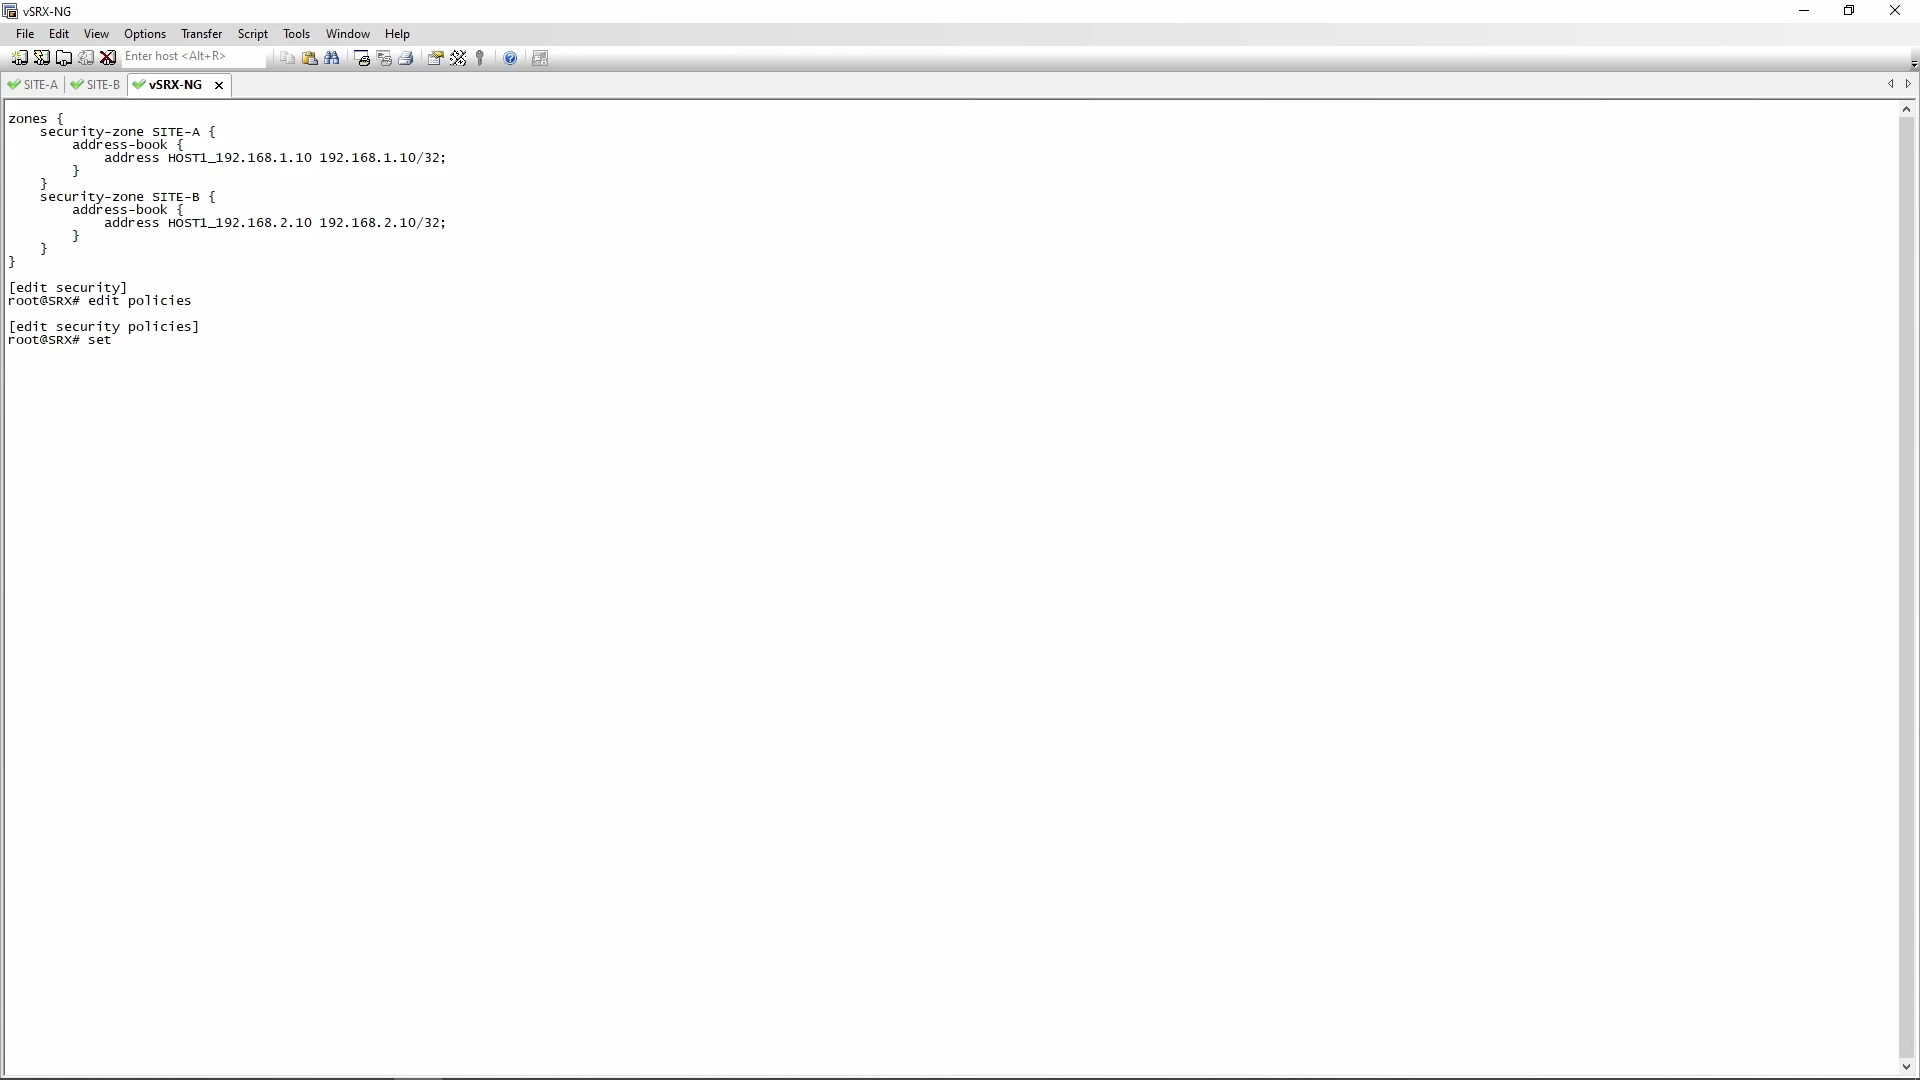 vSRX-NG
File Edit View Options Transfer Script Tools Window Help
Enter host <Alt+R>
SITE-A SITE-B vSRX-NG
zones {
    security-zone SITE-A {
        address-book {
            address HOST1_192.168.1.10 192.168.1.10/32;
        }
    }
    security-zone SITE-B {
        address-book {
            address HOST1_192.168.2.10 192.168.2.10/32;
        }
    }
}
[edit security]
root@SRX# edit policies
[edit security policies]
root@SRX# set